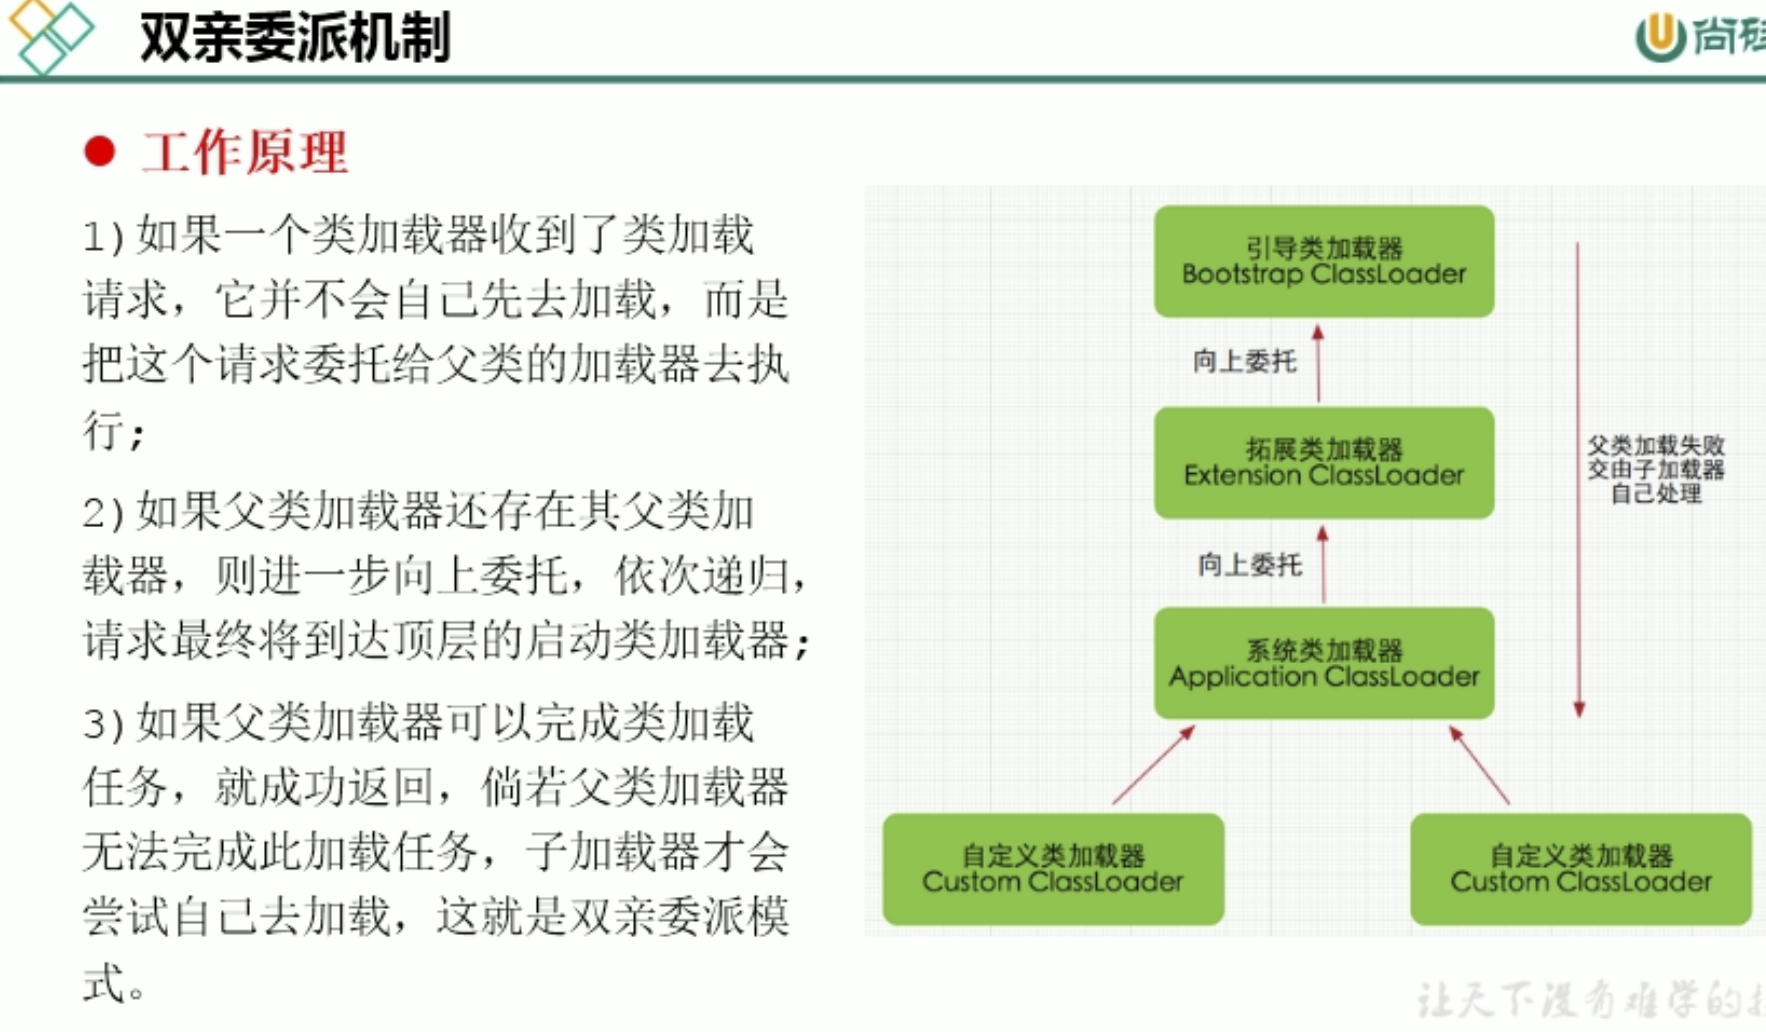 双亲委派机制
尚硅
工作原理
1)如果一个类加载器收到了类加载
请求，它并不会自己先去加载，而是
把这个请求委托给父类的加载器去执
行；
2)如果父类加载器还存在其父类加
载器，则进一步向上委托，依次递归，
请求最终将到达顶层的启动类加载器；
3)如果父类加载器可以完成类加载
任务，就成功返回，倘若父类加载器
无法完成此加载任务，子加载器才会
尝试自己去加载，这就是双亲委派模
式。
引导类加载器
Bootstrap ClassLoader
向上委托
拓展类加载器
Extension ClassLoader
父类加载失败
交由子加载器
自己处理
向上委托
系统类加载器
Application ClassLoader
自定义类加载器
Custom ClassLoader
自定义类加载器
Custom ClassLoader
让天下没有难学的技